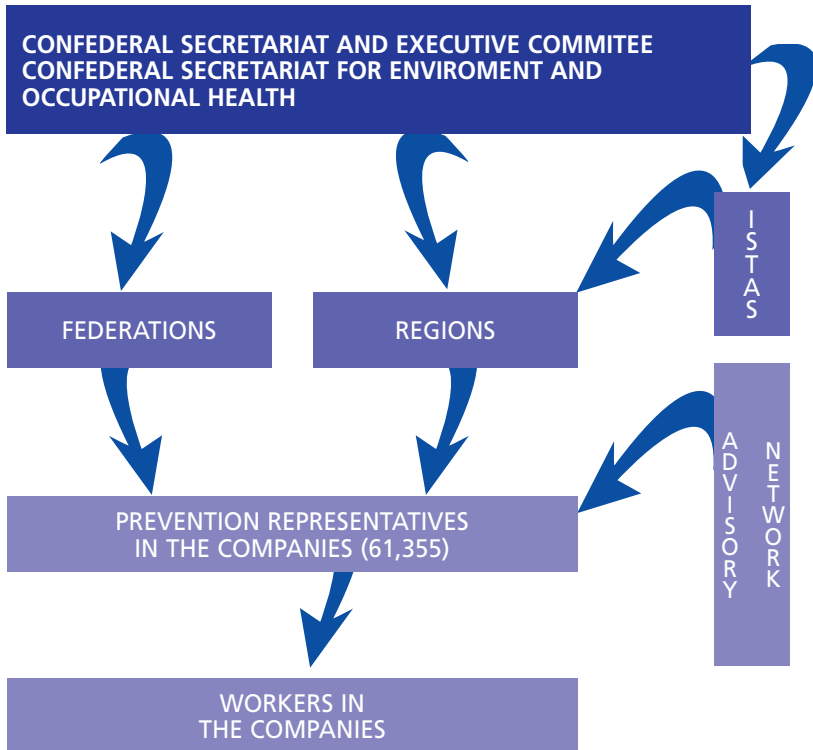 CONFEDERAL SECRETARIAT AND EXECUTIVE COMMITEE
CONFEDERAL SECRETARIAT FOR ENVIROMENT AND
OCCUPATIONAL HEALTH
ISTAS
FEDERATIONS
REGIONS
ADVISORY
NETWORK
PREVENTION REPRESENTATIVES
IN THE COMPANIES (61,355)
WORKERS IN
THE COMPANIES